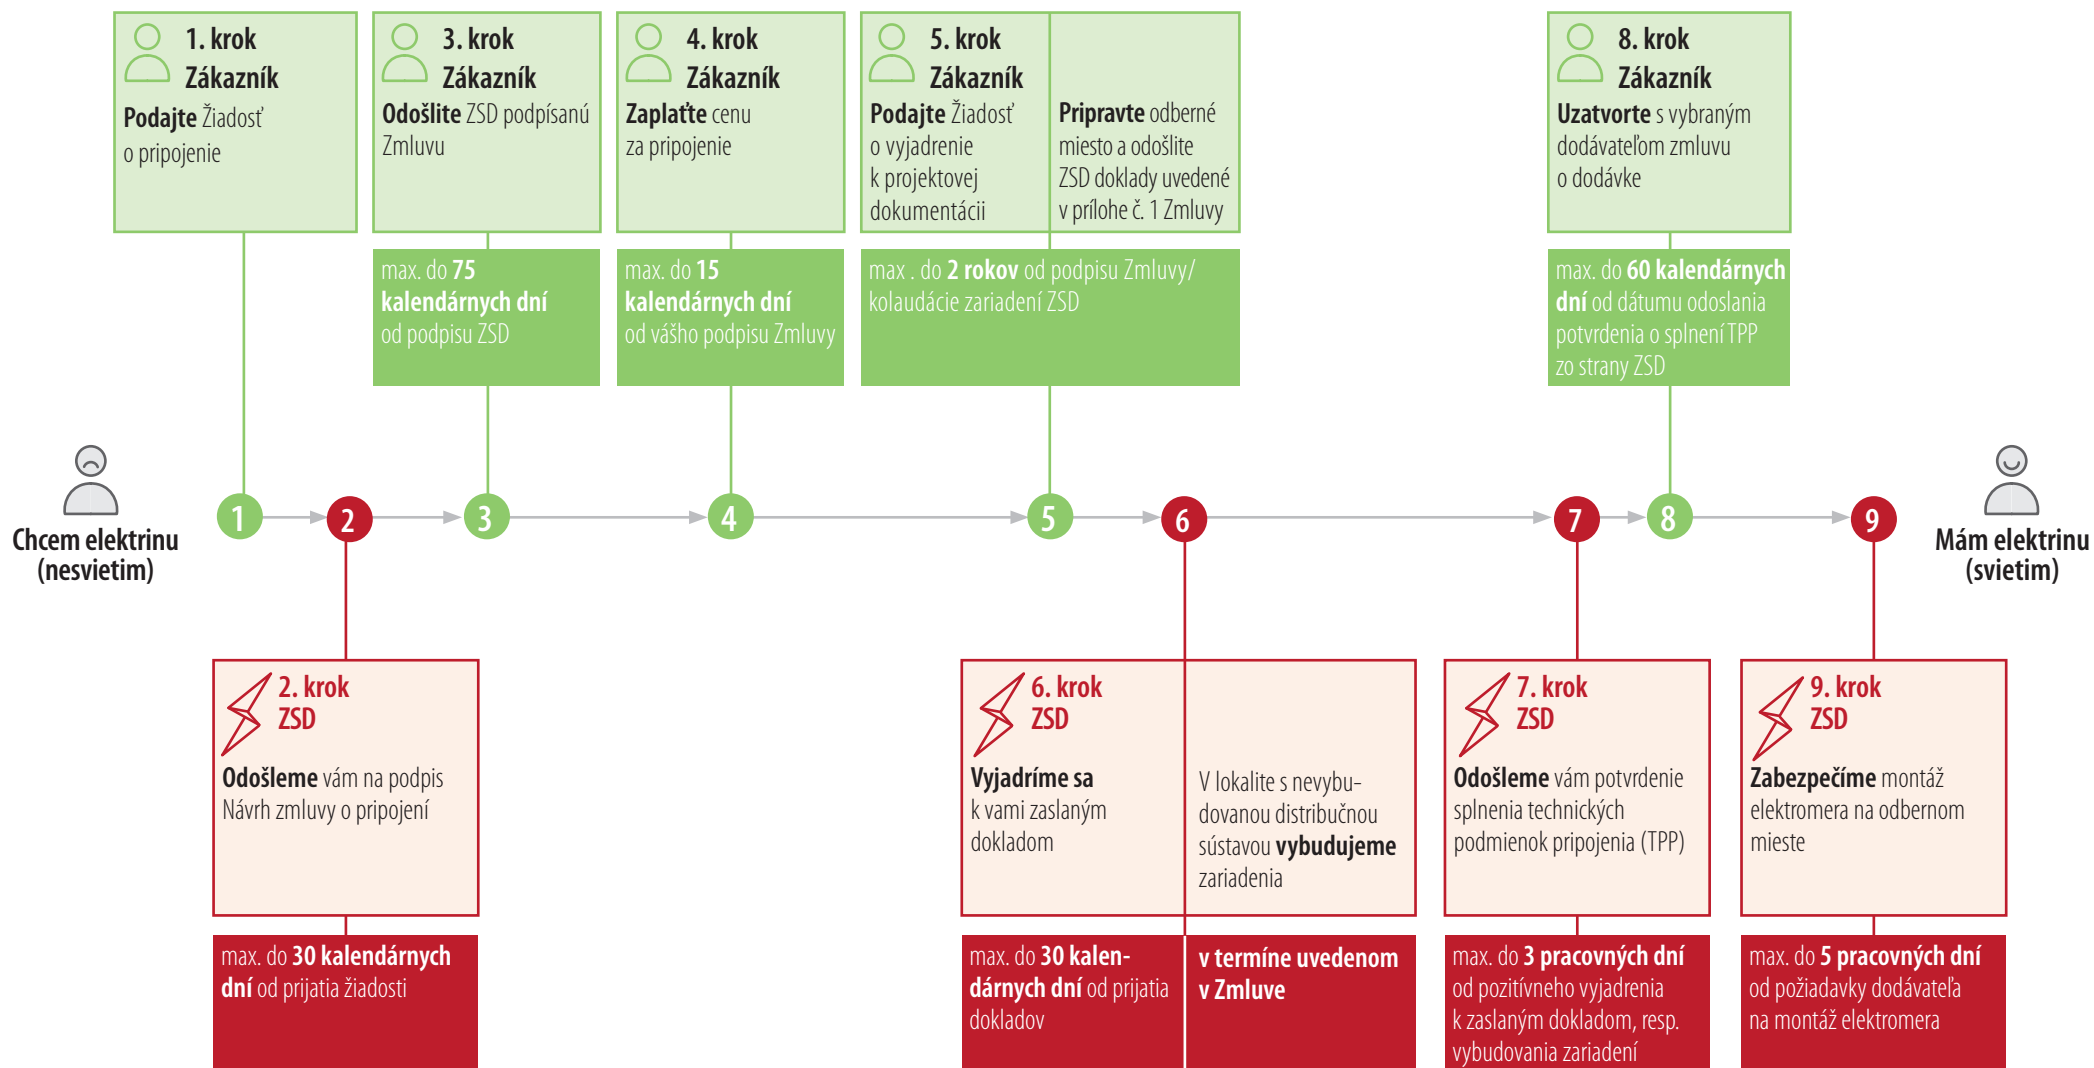 1. krok
Zákazník
Podajte Žiadosť
o pripojenie
3. krok
Zákazník
Odošlite ZSD podpísanú
Zmluvu
max. do 75
kalendárnych dní
od podpisu ZSD
4. krok
Zákazník
Zaplaťte cenu
za pripojenie
max. do 15
kalendárnych dní
od vášho podpisu Zmluvy
5. krok
Zákazník
Podajte Žiadosť
o vyjadrenie
k projektovej
dokumentácii
Pripravte odberné
miesto a odošlite
ZSD doklady uvedené
v prílohe č. 1 Zmluvy
max . do 2 rokov od podpisu Zmluvy/
kolaudácie zariadení ZSD
8. krok
Zákazník
Uzatvorte s vybraným
dodávateľom zmluvu
o dodávke
max. do 60 kalendárnych
dní od dátumu odoslania
potvrdenia o splnení TPP
zo strany ZSD
Chcem elektrinu
(nesvietim)
1
2
3
4
5
6
7
8
9
Mám elektrinu
(svietim)
2. krok
ZSD
Odošleme vám na podpis
Návrh zmluvy o pripojení
max. do 30 kalendárnych
dní od prijatia žiadosti
6. krok
ZSD
Vyjadríme sa
k vami zaslaným
dokladom
V lokalite s nevybu-
dovanou distribučnou
sústavou vybudujeme
zariadenia
max. do 30 kalen-
dárnych dní od prijatia
dokladov
v termíne uvedenom
v Zmluve
7. krok
ZSD
Odošleme vám potvrdenie
splnenia technických
podmienok pripojenia (TPP)
max. do 3 pracovných dní
od pozitívneho vyjadrenia
k zaslaným dokladom, resp.
vybudovania zariadení
9. krok
ZSD
Zabezpečíme montáž
elektromera na odbernom
mieste
max. do 5 pracovných dní
od požiadavky dodávateľa
na montáž elektromera